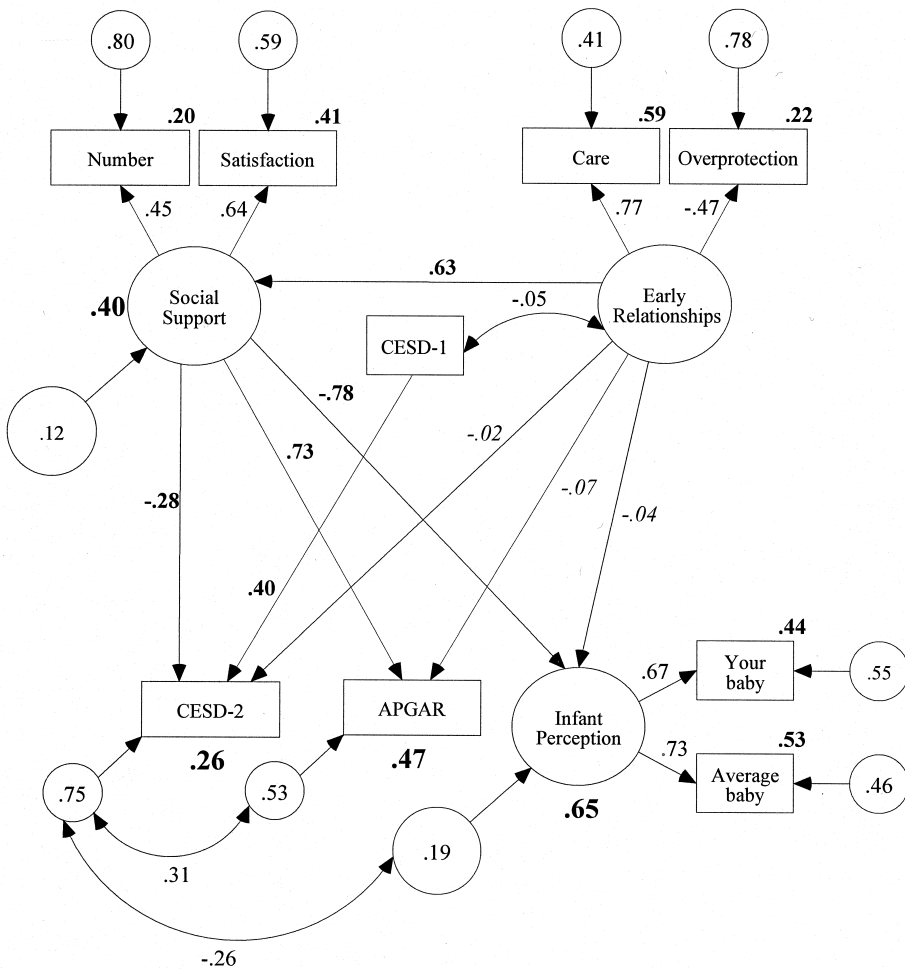 .80
.59
.41
.78
.20
.41
.59
.22
Number
Satisfaction
Care
Overprotection
.45
.64
.77
-.47
.63
.40
Social
Support
Early
Relationships
-.05
CESD-1
-.78
.12
.73
-.02
-.28
-.07
-.04
.40
.44
.67
Your
baby
.55
CESD-2
APGAR
Infant
Perception
.73
.53
.26
.47
Average
baby
.46
.75
.53
.65
.19
.31
-.26